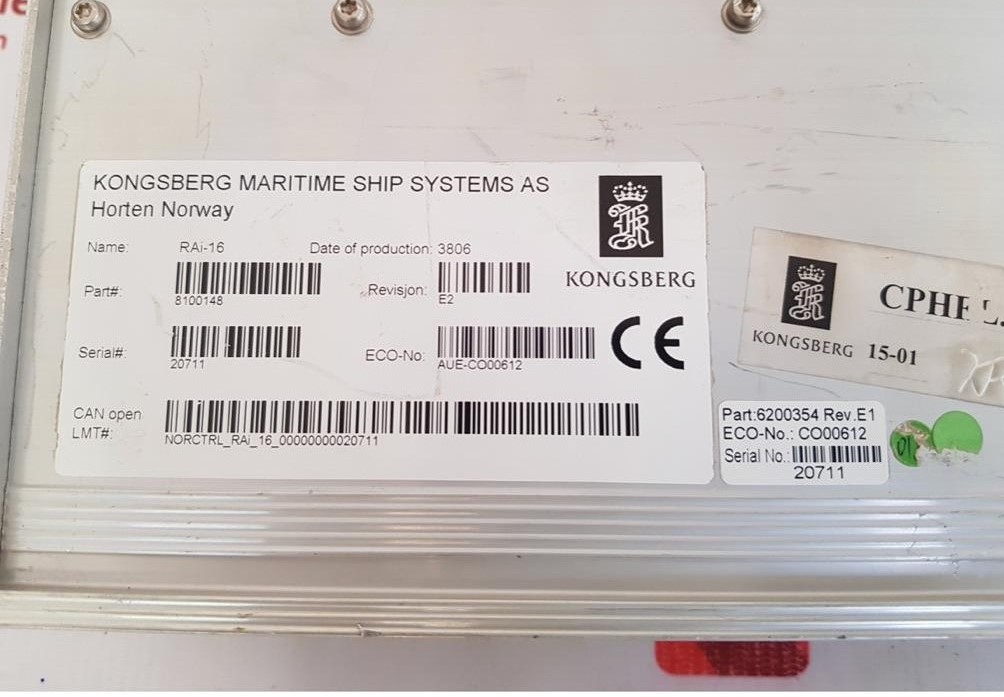 KONGSBERG MARITIME SHIP SYSTEMS AS
Horten Norway
Name: RAi-16 Date of production: 3806
Part#: 8100148 Revisjon: E2
Serial#: 20711 ECO-No: AUE-CO00612
CAN open
LMT#: NORCTRL_RAi_16_00000000020711
KONGSBERG
CE
KONGSBERG 15-01
Part:6200354 Rev.E1
ECO-No.: CO00612
Serial No.:
20711